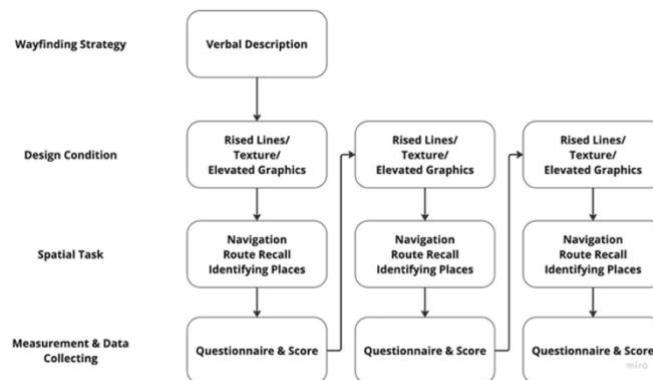 Wayfinding Strategy
Verbal Description
Design Condition
Rised Lines/
Texture/
Elevated Graphics
Rised Lines/
Texture/
Elevated Graphics
Rised Lines/
Texture/
Elevated Graphics
Spatial Task
Navigation
Route Recall
Identifying Places
Navigation
Route Recall
Identifying Places
Navigation
Route Recall
Identifying Places
Measurement & Data
Collecting
Questionnaire & Score
Questionnaire & Score
Questionnaire & Score
miro